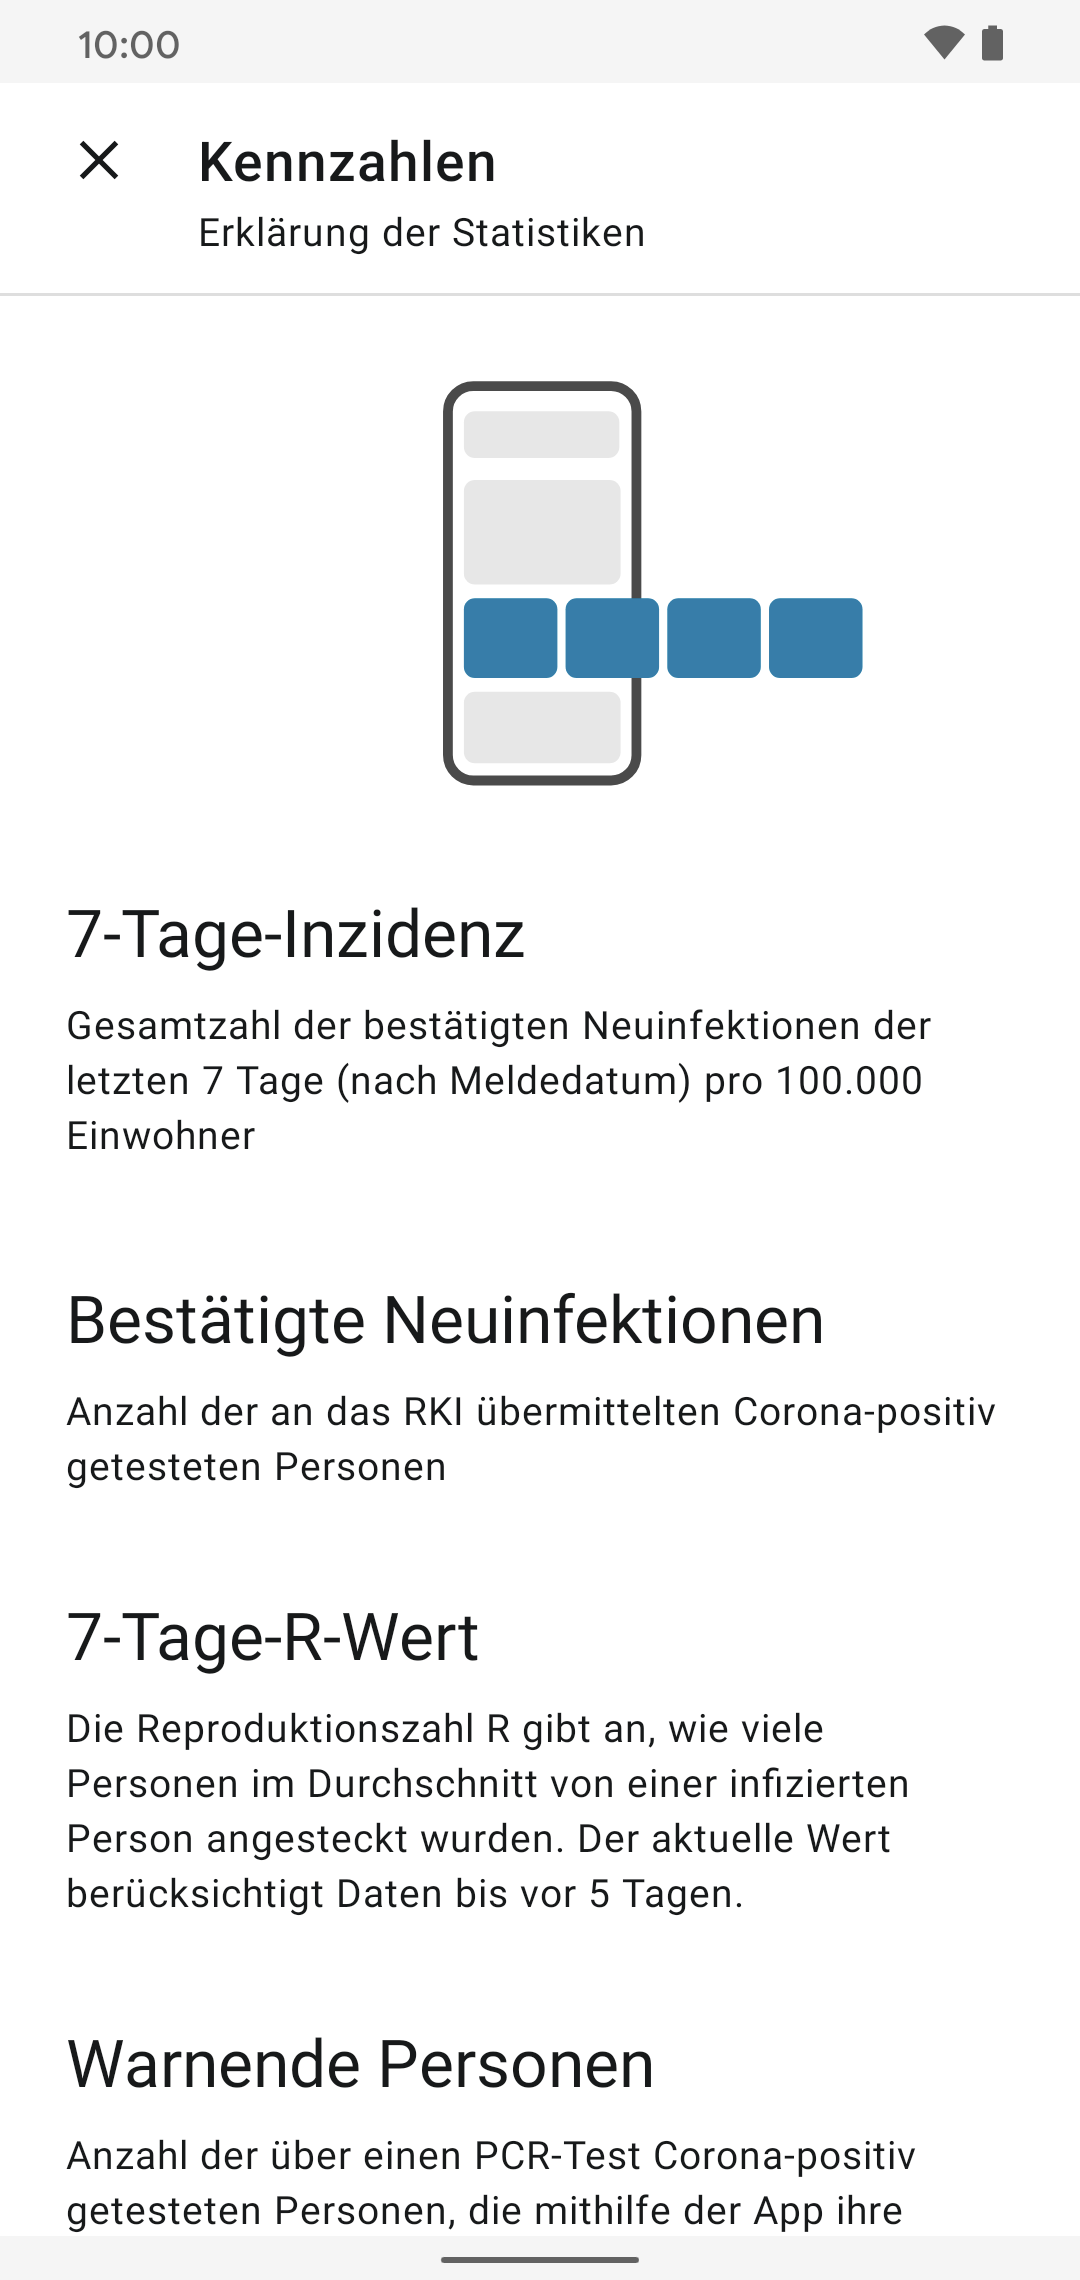 10:00
Kennzahlen
Erklärung der Statistiken
7-Tage-Inzidenz
Gesamtzahl der bestätigten Neuinfektionen der
letzten 7 Tage (nach Meldedatum) pro 100.000
Einwohner
Bestätigte Neuinfektionen
Anzahl der an das RKI übermittelten Corona-positiv
getesteten Personen
7-Tage-R-Wert
Die Reproduktionszahl R gibt an, wie viele
Personen im Durchschnitt von einer infizierten
Person angesteckt wurden. Der aktuelle Wert
berücksichtigt Daten bis vor 5 Tagen.
Warnende Personen
Anzahl der über einen PCR-Test Corona-positiv
getesteten Personen, die mithilfe der App ihre